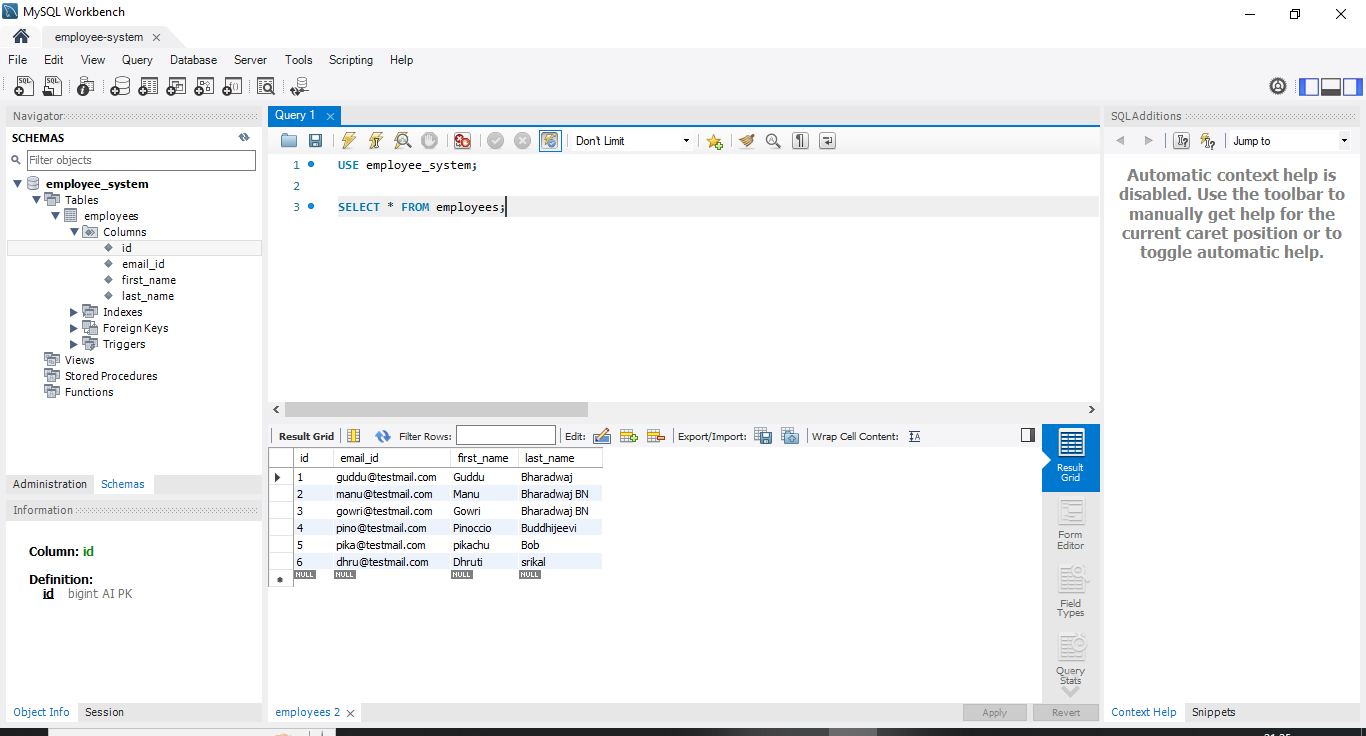 MySQL Workbench
employee-system
File Edit View Query Database Server Tools Scripting Help
Navigator
SCHEMAS
Filter objects
employee_system
Tables
employees
Columns
id
email_id
first_name
last_name
Indexes
Foreign Keys
Triggers
Views
Stored Procedures
Functions
Administration Schemas
Information
Column: id
Definition:
id bigint AI PK
Object Info Session
Query 1
Don't Limit
1 USE employee_system;
2
3 SELECT * FROM employees;
Result Grid Filter Rows: Edit: Export/Import: Wrap Cell Content:
id email_id first_name last_name
1 guddu@testmail.com Guddu Bharadwaj
2 manu@testmail.com Manu Bharadwaj BN
3 gowri@testmail.com Gowri Bharadwaj BN
4 pino@testmail.com Pinoccio Buddhijeevi
5 pika@testmail.com pikachu Bob
6 dhru@testmail.com Dhruti srikal
NULL NULL NULL NULL
Result
Grid
Form
Editor
Field
Types
Query
Stats
employees 2
Apply Revert
SQLAdditions
Jump to
Automatic context help is
disabled. Use the toolbar to
manually get help for the
current caret position or to
toggle automatic help.
Context Help Snippets